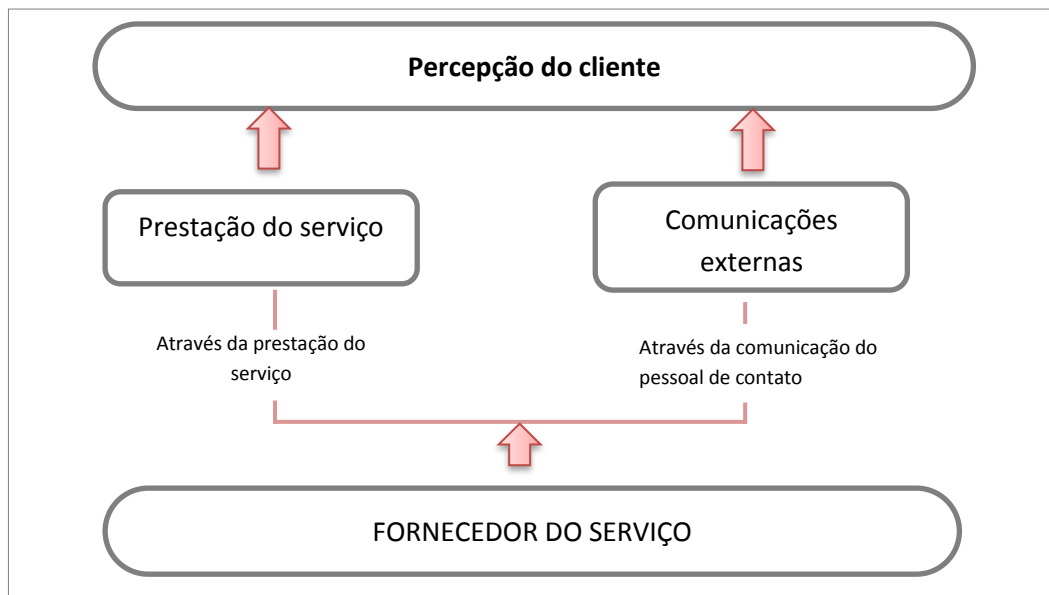 Percepção do cliente
Prestação do serviço
Comunicações
externas
Através da prestação do
serviço
Através da comunicação do
pessoal de contato
FORNECEDOR DO SERVIÇO